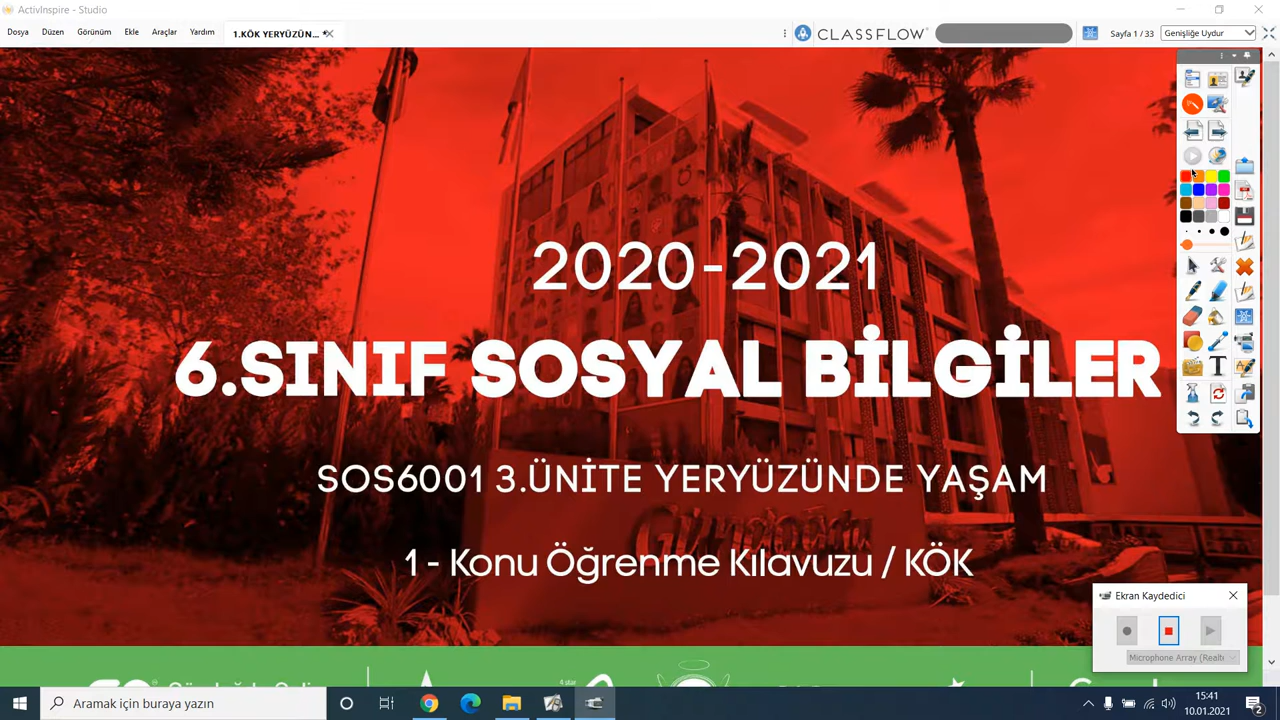 ActivInspire - Studio
Dosya Düzen Görünüm Ekle Araçlar Yardım 1.KÖK YERYÜZÜN... * CLASSFLOW Sayfa 1 / 33 Genişliğe Uydur
2020-2021
6.SINIF SOSYAL BİLGİLER
SOS6001 3.ÜNİTE YERYÜZÜNDE YAŞAM
1 - Konu Öğrenme Kılavuzu / KÖK
T
Ekran Kaydedici
Microphone Array (Realt
Aramak için buraya yazın
15:41
10.01.2021
2